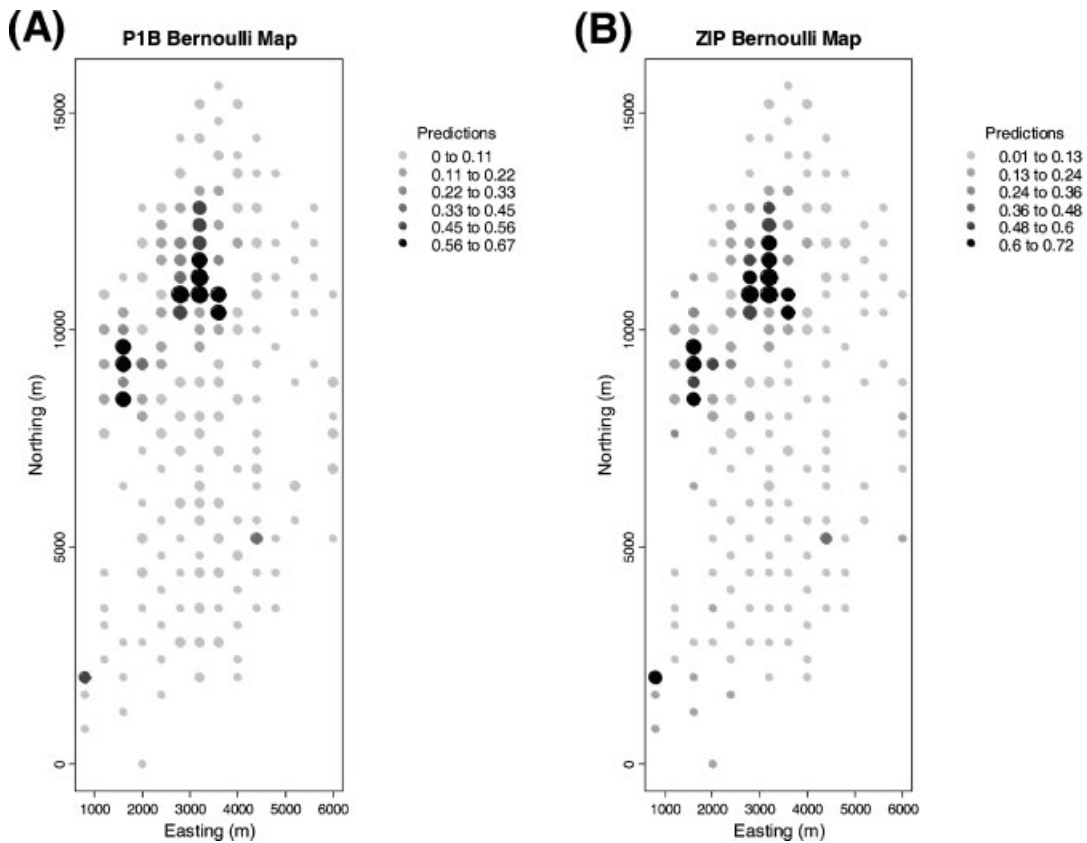 (A)
P1B Bernoulli Map
15000
10000
5000
0
Northing (m)
1000 2000 3000 4000 5000 6000
Easting (m)
Predictions
0 to 0.11
0.11 to 0.22
0.22 to 0.33
0.33 to 0.45
0.45 to 0.56
0.56 to 0.67
(B)
ZIP Bernoulli Map
15000
10000
5000
0
Northing (m)
1000 2000 3000 4000 5000 6000
Easting (m)
Predictions
0.01 to 0.13
0.13 to 0.24
0.24 to 0.36
0.36 to 0.48
0.48 to 0.6
0.6 to 0.72